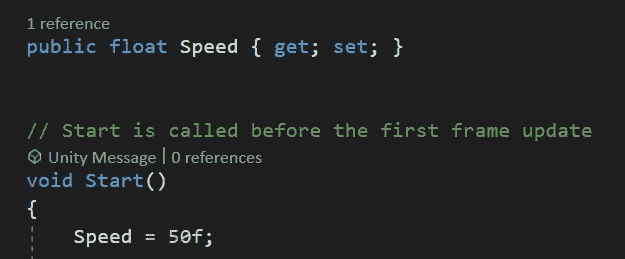 1 reference
public float Speed { get; set; }
// Start is called before the first frame update
Unity Message | 0 references
void Start()
{
Speed = 50f;